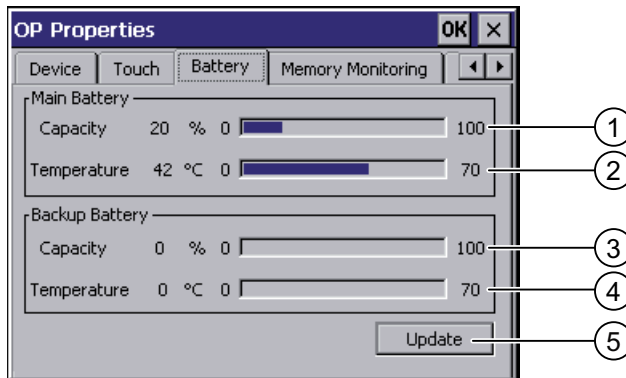 OP Properties OK ×
Device Touch Battery Memory Monitoring
Main Battery
Capacity 20 % 0 100 1
Temperature 42 °C 0 70 2
Backup Battery
Capacity 0 % 0 100 3
Temperature 0 °C 0 70 4
Update 5